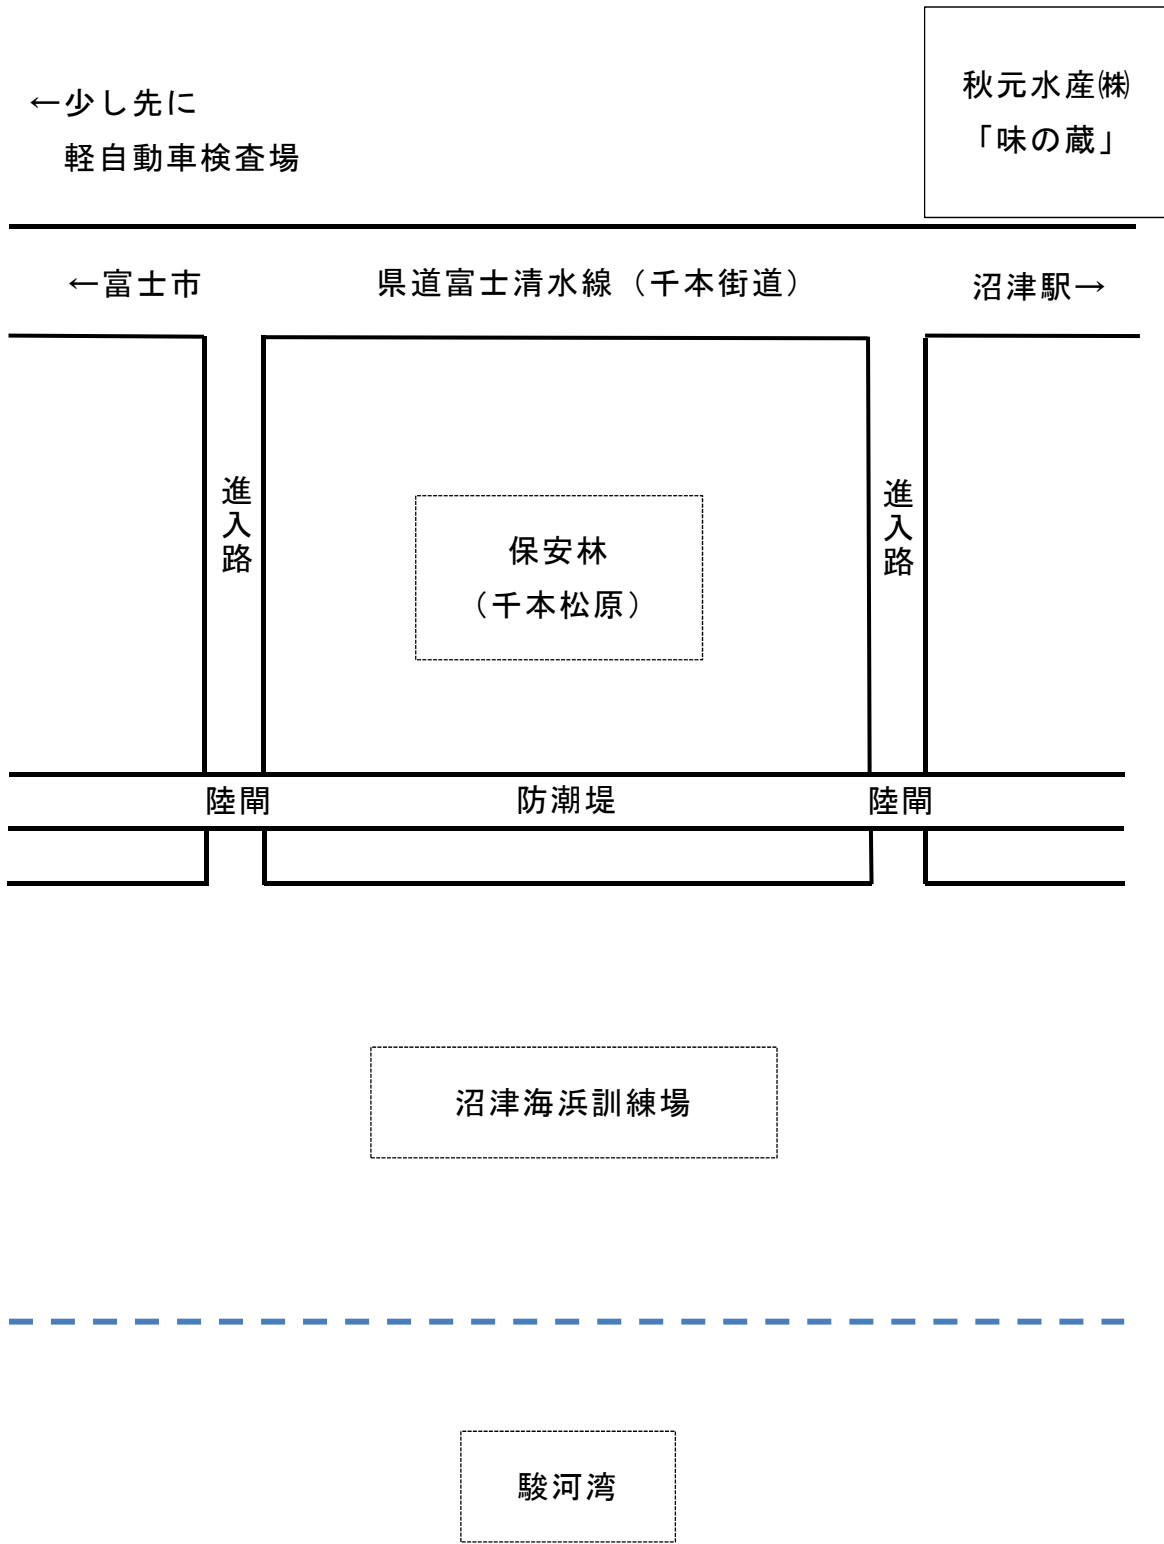 秋元水産㈱
「味の蔵」
←少し先に
軽自動車検査場
←富士市
県道富士清水線（千本街道）
沼津駅→
進入路
保安林
（千本松原）
進入路
陸閘
防潮堤
陸閘
沼津海浜訓練場
駿河湾